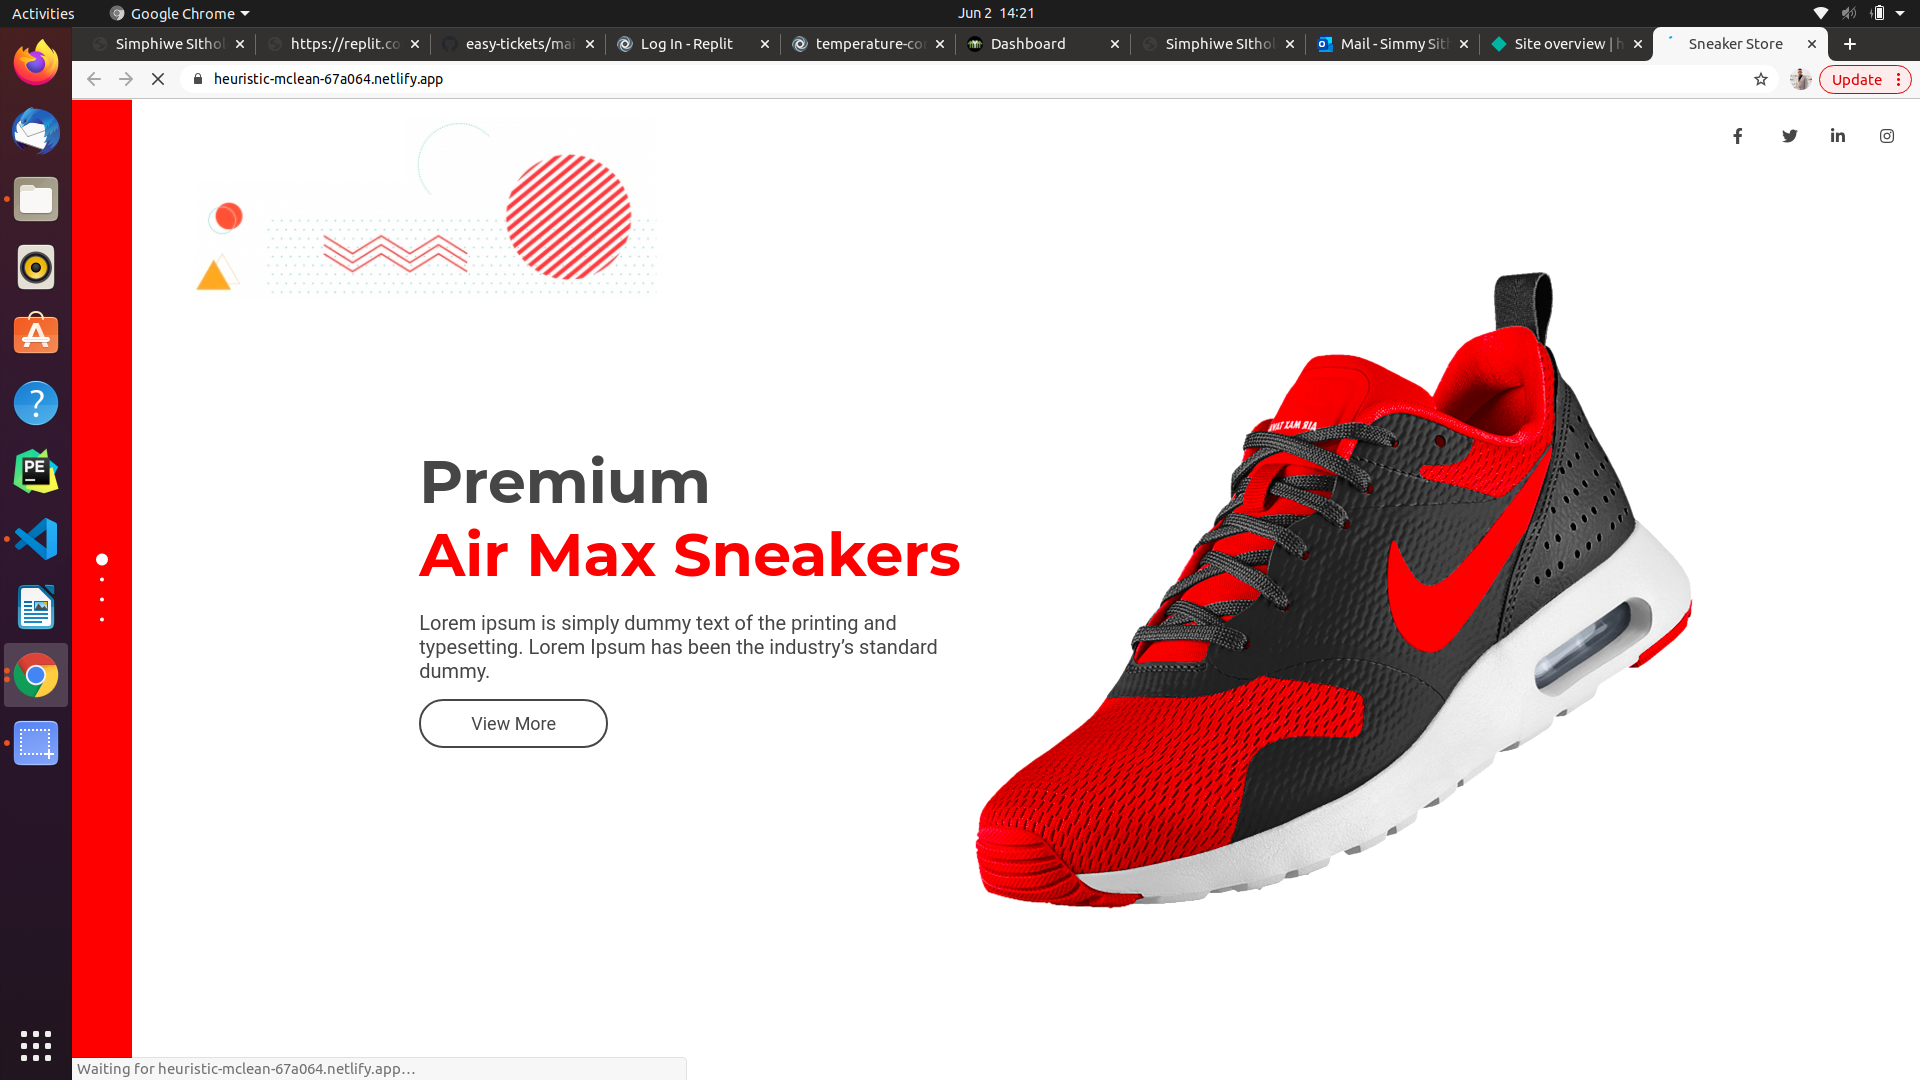 Activities
Google Chrome
Jun 2 14:21
Simphiwe SIthol
https://replit.co
easy-tickets/mai
Log In - Replit
temperature-co
Dashboard
Simphiwe SIthol
Mail - Simmy Sith
Site overview | h
Sneaker Store
heuristic-mclean-67a064.netlify.app
Update
PE
Premium
Air Max Sneakers
Lorem ipsum is simply dummy text of the printing and
typesetting. Lorem Ipsum has been the industry’s standard
dummy.
View More
Waiting for heuristic-mclean-67a064.netlify.app…